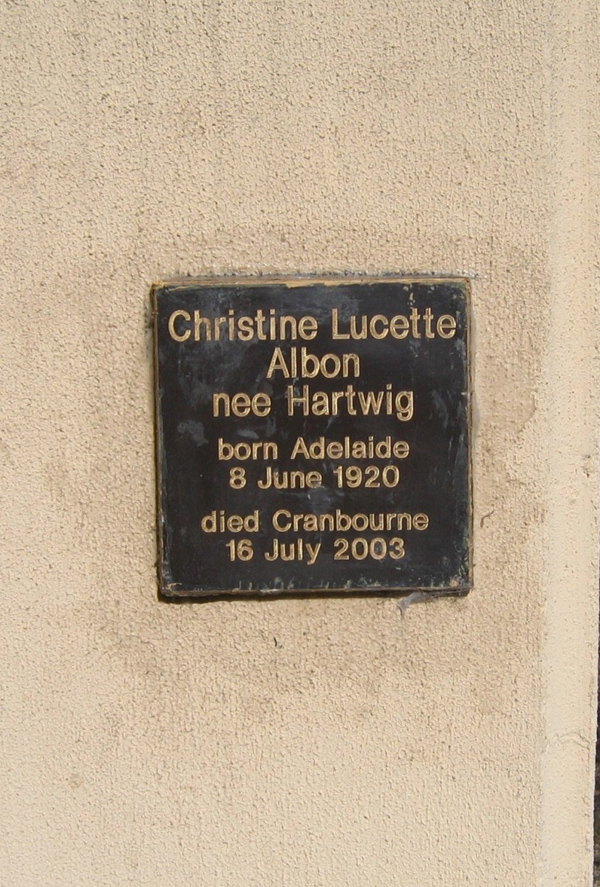 Christine Lucette
Albon
nee Hartwig
born Adelaide
8 June 1920
died Cranbourne
16 July 2003